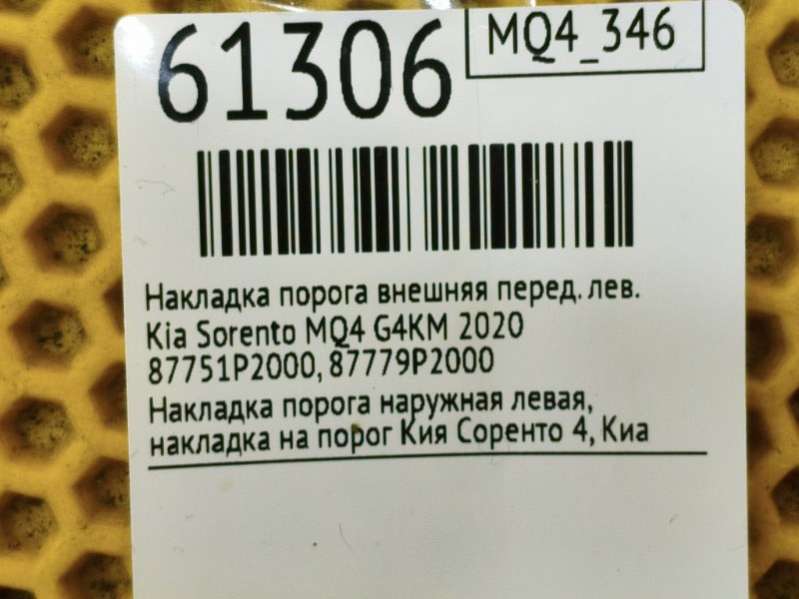 61306
MQ4_346
Накладка порога внешняя перед. лев.
Kia Sorento MQ4 G4KM 2020
87751P2000, 87779P2000
Накладка порога наружная левая,
накладка на порог Кия Соренто 4, Киа